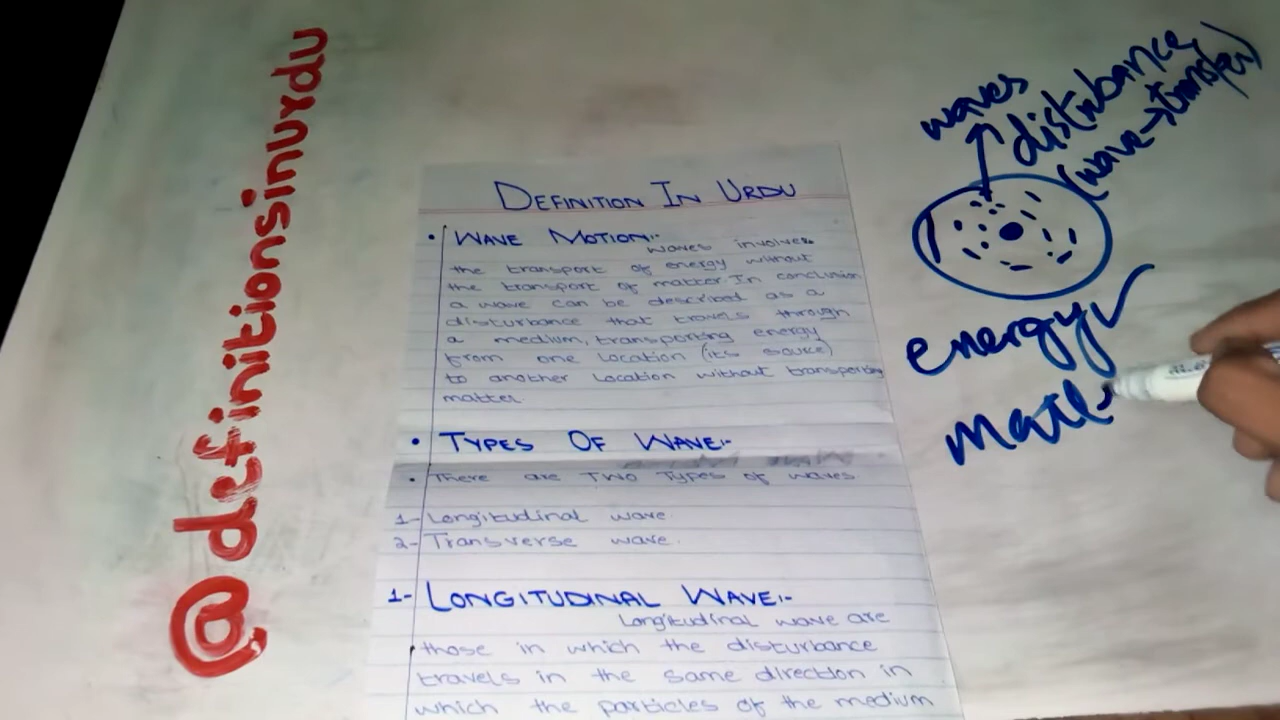 @definitionsinurdu
DEFINITION IN URDU
• WAVE MOTION:-
waves involves
the transport of energy without
the transport of matter. In conclusion
a wave can be described as a
disturbance that travels through
a medium, transporting energy
from one location (its source)
to another location without transporting
matter.
• TYPES OF WAVE:-
• There are TWO Types of waves
1- Longitudinal wave.
2- Transverse wave.
1- LONGITUDINAL WAVE:-
Longitudinal wave are
those in which the disturbance
travels in the same direction in
which the particles of the medium
waves
disturbance
(wave→transfer)
energy✓
matt